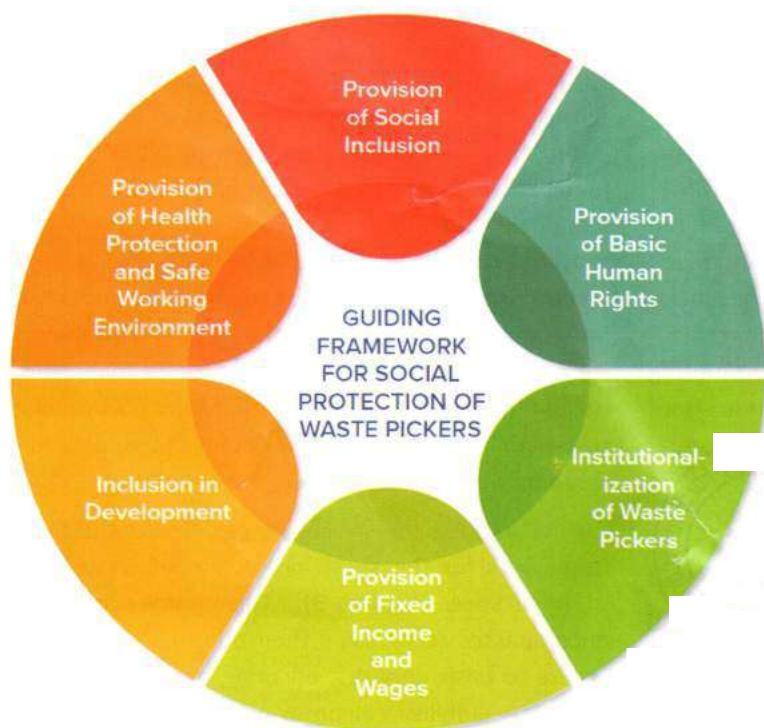 Provision
of Social
Inclusion
Provision
of Basic
Human
Rights
Institutional-
ization
of Waste
Pickers
Provision
of Fixed
Income
and
Wages
Inclusion in
Development
Provision
of Health
Protection
and Safe
Working
Environment
GUIDING
FRAMEWORK
FOR SOCIAL
PROTECTION OF
WASTE PICKERS